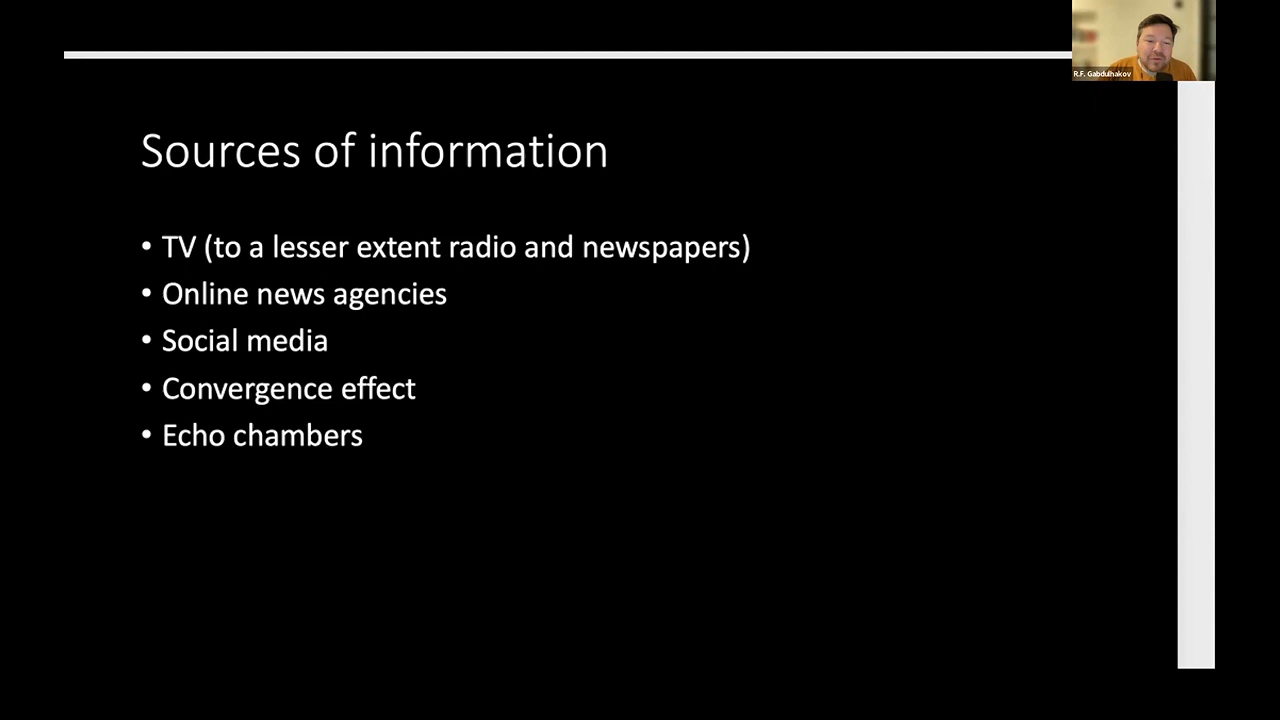 R.F. Gabdulhakov
Sources of information
• TV (to a lesser extent radio and newspapers)
• Online news agencies
• Social media
• Convergence effect
• Echo chambers